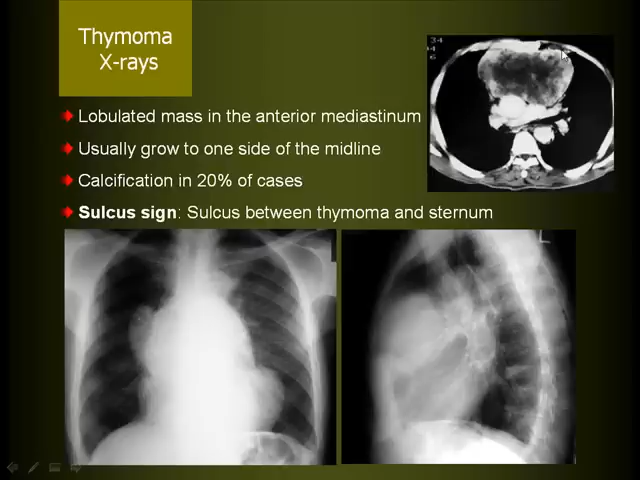 Thymoma
X-rays
Lobulated mass in the anterior mediastinum
Usually grow to one side of the midline
Calcification in 20% of cases
Sulcus sign: Sulcus between thymoma and sternum
L